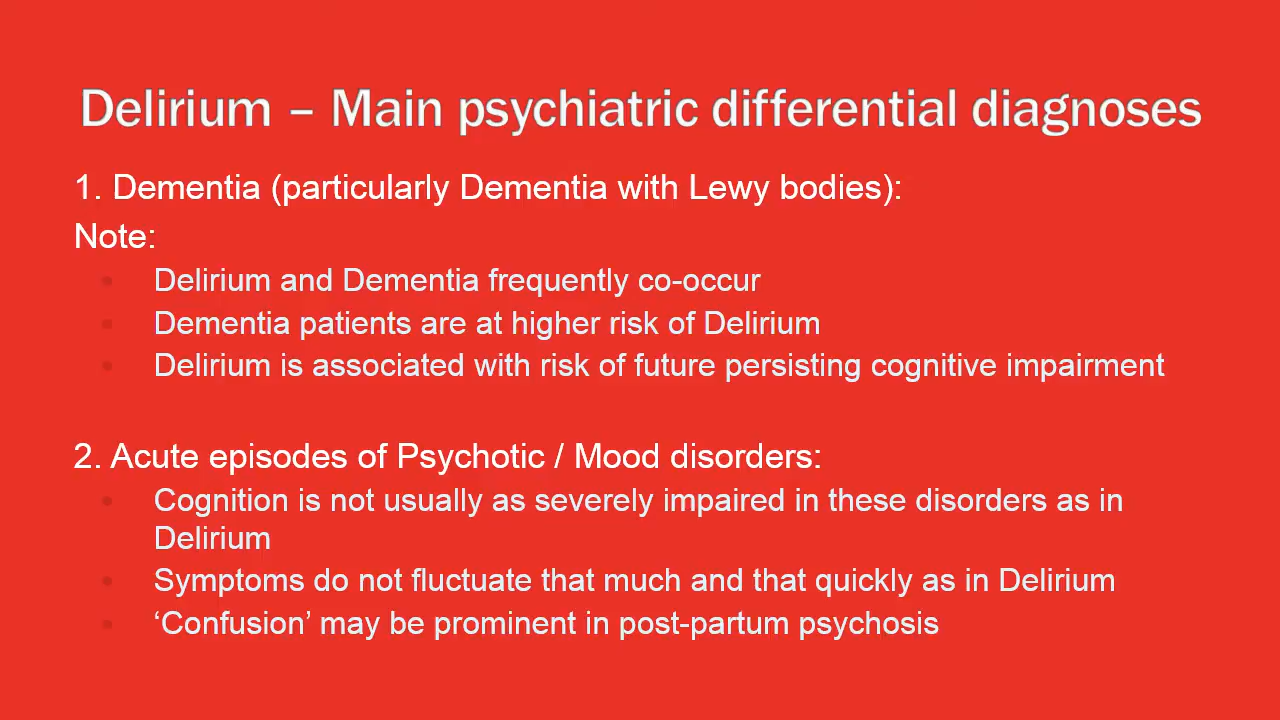 Delirium – Main psychiatric differential diagnoses
1. Dementia (particularly Dementia with Lewy bodies):
Note:
• Delirium and Dementia frequently co-occur
• Dementia patients are at higher risk of Delirium
• Delirium is associated with risk of future persisting cognitive impairment
2. Acute episodes of Psychotic / Mood disorders:
• Cognition is not usually as severely impaired in these disorders as in
Delirium
• Symptoms do not fluctuate that much and that quickly as in Delirium
• ‘Confusion’ may be prominent in post-partum psychosis